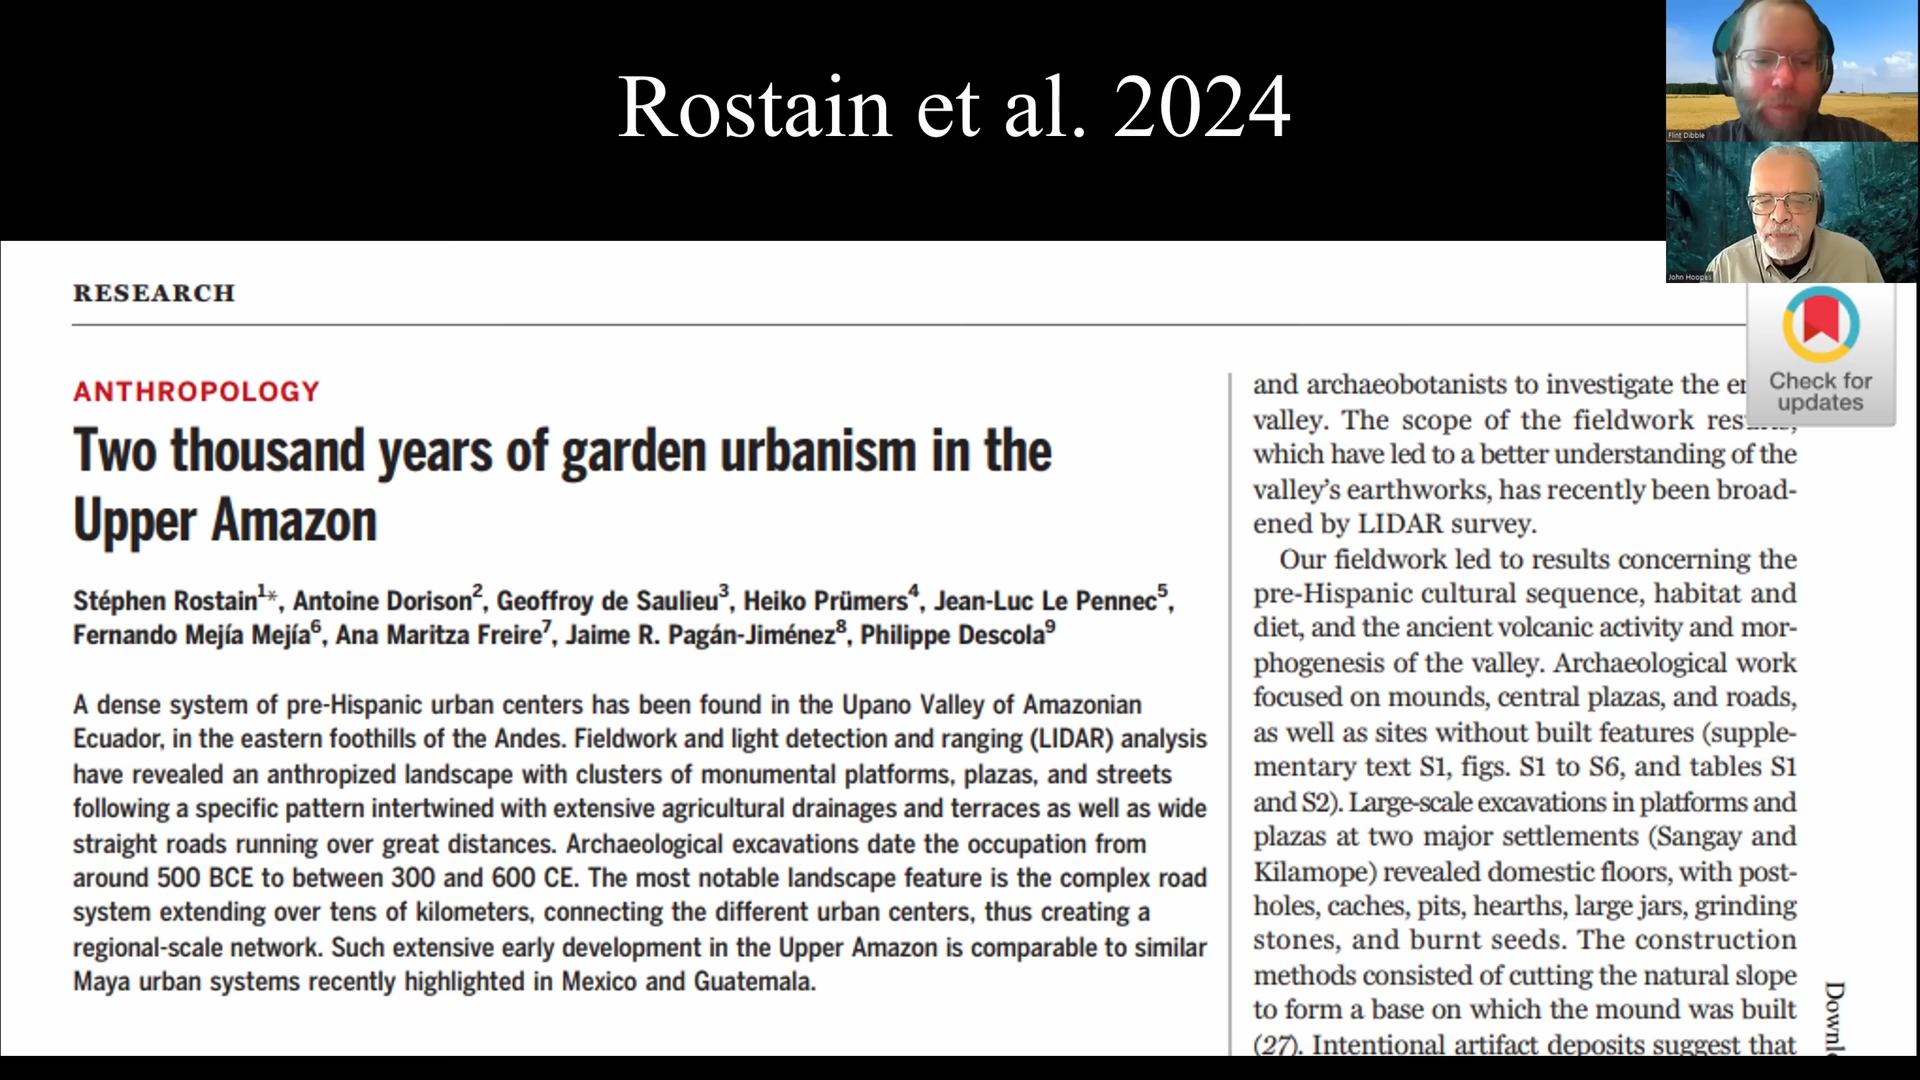 Rostain et al. 2024
Flint Dibble
John Hoopes
RESEARCH
Check for
updates
ANTHROPOLOGY
Two thousand years of garden urbanism in the
Upper Amazon
Stéphen Rostain1*, Antoine Dorison2, Geoffroy de Saulieu3, Heiko Prümers4, Jean-Luc Le Pennec5,
Fernando Mejía Mejía6, Ana Maritza Freire7, Jaime R. Pagán-Jiménez8, Philippe Descola9
A dense system of pre-Hispanic urban centers has been found in the Upano Valley of Amazonian
Ecuador, in the eastern foothills of the Andes. Fieldwork and light detection and ranging (LIDAR) analysis
have revealed an anthropized landscape with clusters of monumental platforms, plazas, and streets
following a specific pattern intertwined with extensive agricultural drainages and terraces as well as wide
straight roads running over great distances. Archaeological excavations date the occupation from
around 500 BCE to between 300 and 600 CE. The most notable landscape feature is the complex road
system extending over tens of kilometers, connecting the different urban centers, thus creating a
regional-scale network. Such extensive early development in the Upper Amazon is comparable to similar
Maya urban systems recently highlighted in Mexico and Guatemala.
and archaeobotanists to investigate the
valley. The scope of the fieldwork
which have led to a better understanding of the
valley's earthworks, has recently been broad-
ened by LIDAR survey.
Our fieldwork led to results concerning the
pre-Hispanic cultural sequence, habitat and
diet, and the ancient volcanic activity and mor-
phogenesis of the valley. Archaeological work
focused on mounds, central plazas, and roads,
as well as sites without built features (supple-
mentary text S1, figs. S1 to S6, and tables S1
and S2). Large-scale excavations in platforms and
plazas at two major settlements (Sangay and
Kilamope) revealed domestic floors, with post-
holes, caches, pits, hearths, large jars, grinding
stones, and burnt seeds. The construction
methods consisted of cutting the natural slope
to form a base on which the mound was built
(27). Intentional artifact deposits suggest that